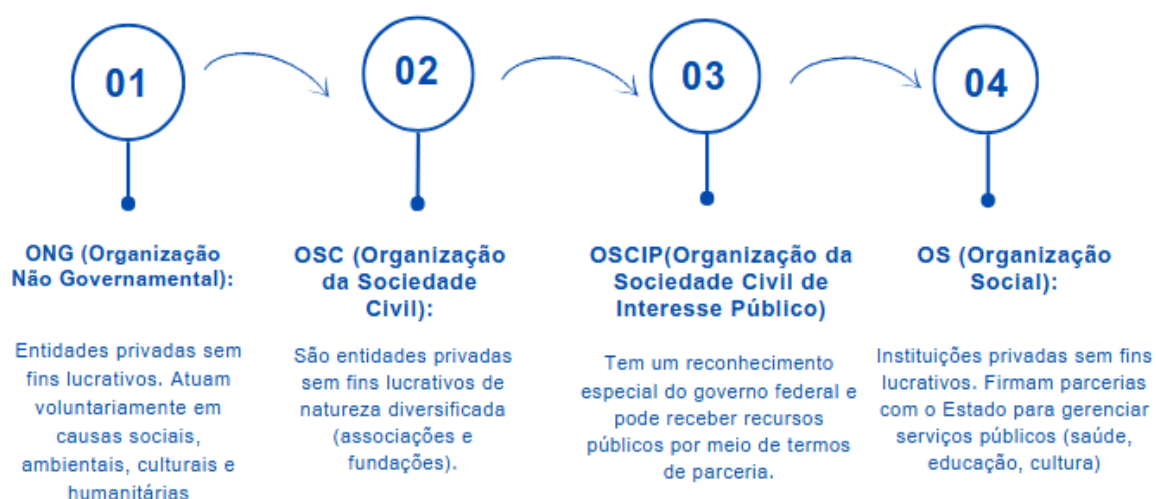 01
02
03
04
ONG (Organização
Não Governamental):
Entidades privadas sem
fins lucrativos. Atuam
voluntariamente em
causas sociais,
ambientais, culturais e
humanitárias
OSC (Organização
da Sociedade
Civil):
São entidades privadas
sem fins lucrativos de
natureza diversificada
(associações e
fundações).
OSCIP(Organização da
Sociedade Civil de
Interesse Público)
Tem um reconhecimento
especial do governo federal e
pode receber recursos
públicos por meio de termos
de parceria.
OS (Organização
Social):
Instituições privadas sem fins
lucrativos. Firmam parcerias
com o Estado para gerenciar
serviços públicos (saúde,
educação, cultura)